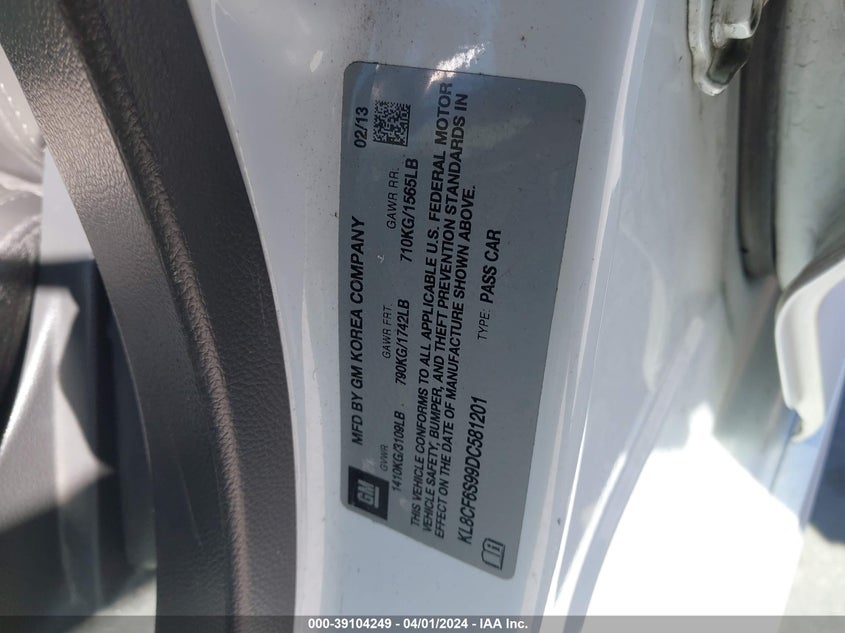 MFD BY GM KOREA COMPANY
02/13
GM
GVWR
GAWR FRT.
GAWR RR.
1410KG/3109LB
790KG/1742LB
710KG/1565LB
THIS VEHICLE CONFORMS TO ALL APPLICABLE U.S. FEDERAL MOTOR
VEHICLE SAFETY, BUMPER, AND THEFT PREVENTION STANDARDS IN
EFFECT ON THE DATE OF MANUFACTURE SHOWN ABOVE.
KL8CF6S99DC581201
TYPE: PASS CAR
000-39104249 - 04/01/2024 - IAA Inc.